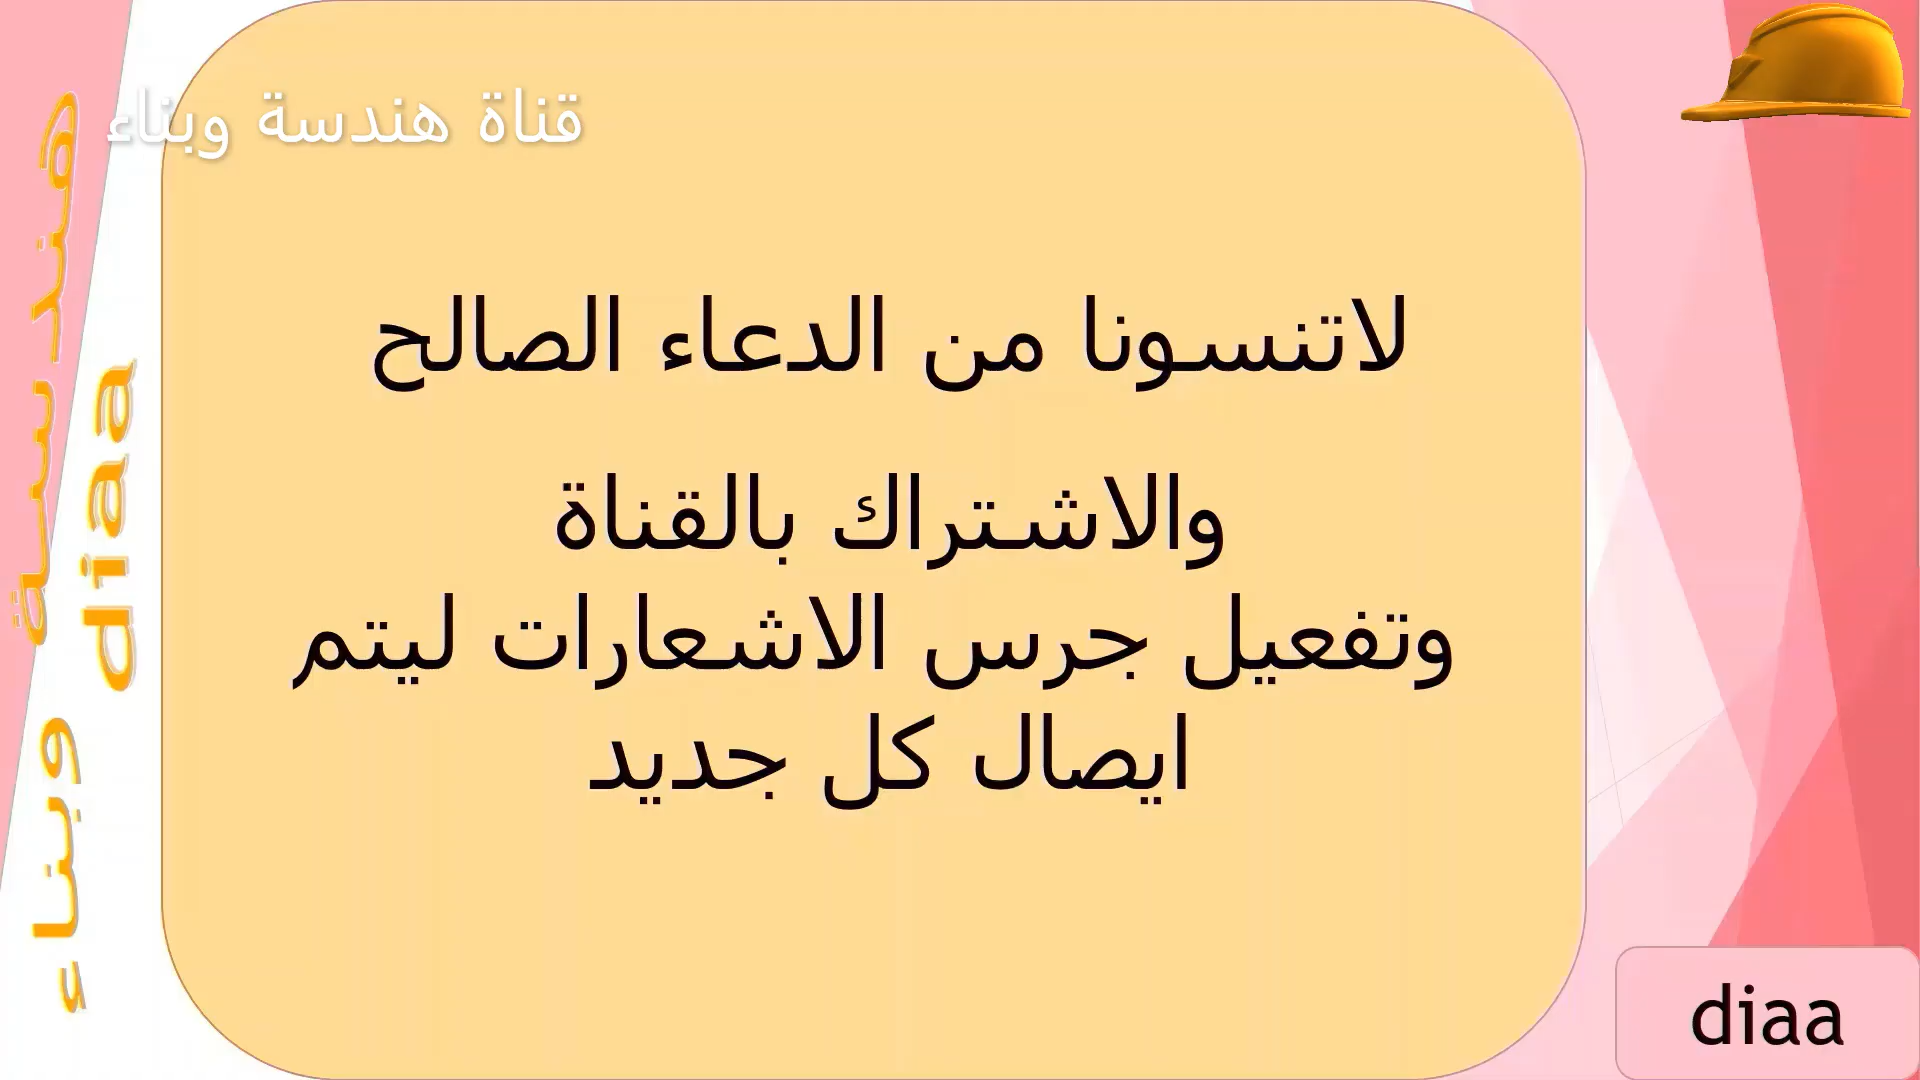 قناة هندسة وبناء
لاتنسونا من الدعاء الصالح
والاشتراك بالقناة
وتفعيل جرس الاشعارات ليتم
ايصال كل جديد
هندسة وبناء
diaa
diaa